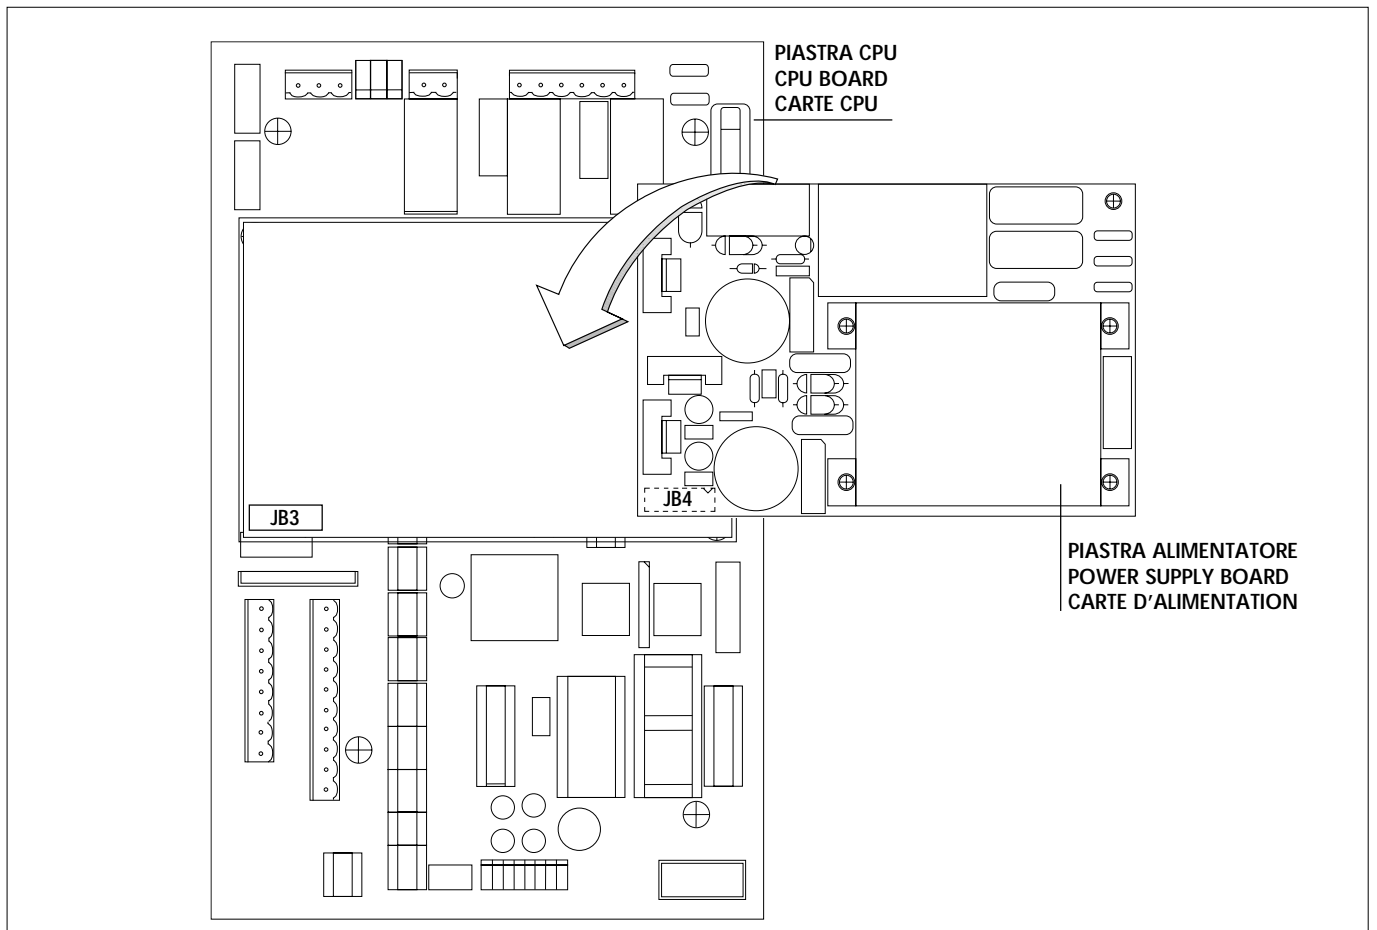 PIASTRA CPU
CPU BOARD
CARTE CPU
JB4
JB3
PIASTRA ALIMENTATORE
POWER SUPPLY BOARD
CARTE D’ALIMENTATION